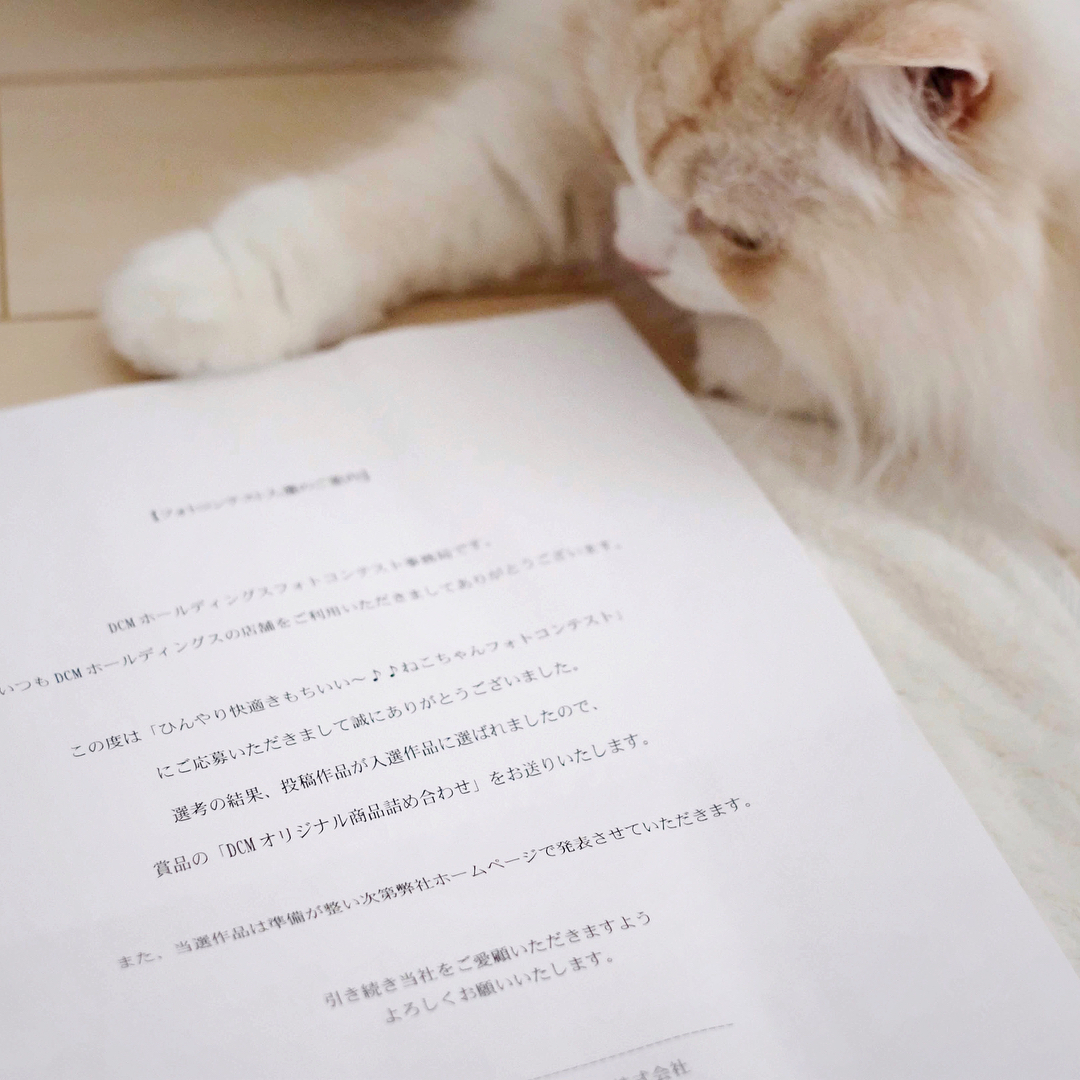 【フォトコンテスト入選のご案内】
DCMホールディングスフォトコンテスト事務局です。
いつもDCMホールディングスの店舗をご利用いただきましてありがとうございます。
この度は「ひんやり快適きもちいい～♪♪ねこちゃんフォトコンテスト」
にご応募いただきまして誠にありがとうございました。
選考の結果、投稿作品が入選作品に選ばれましたので、
賞品の「DCMオリジナル商品詰め合わせ」をお送りいたします。
また、当選作品は準備が整い次第弊社ホームページで発表させていただきます。
引き続き当社をご愛顧いただきますよう
よろしくお願いいたします。
株式会社